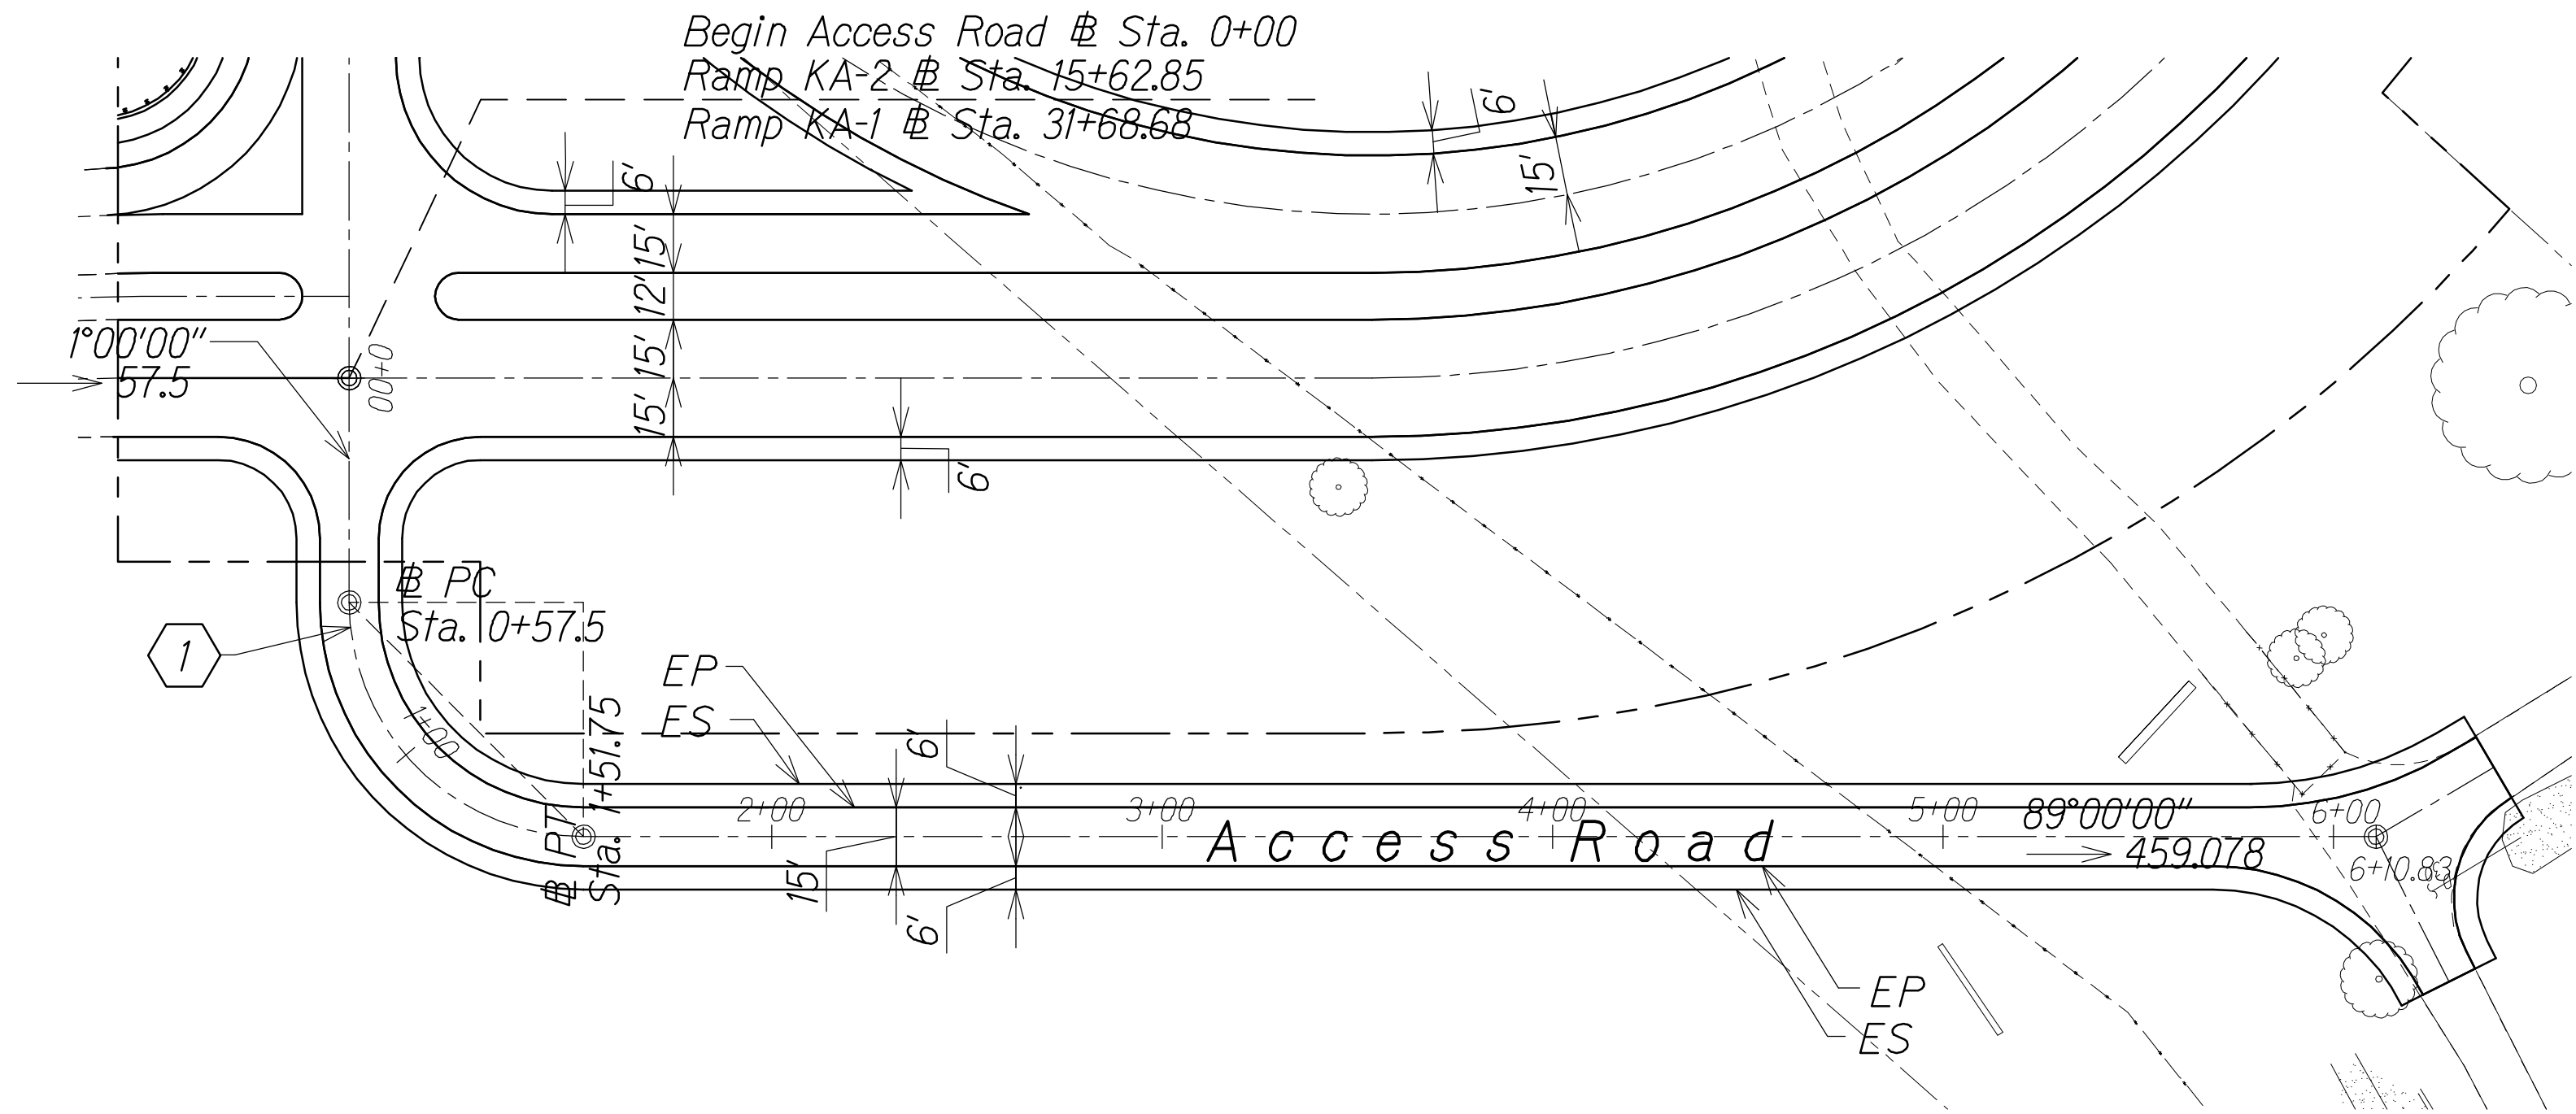 Begin Access Road ℄ Sta. 0+00
Ramp KA-2 ℄ Sta. 15+62.85
Ramp KA-1 ℄ Sta. 31+68.68
6'
6'
15'
15'
12'
15'
15'
6'
1°00'00"
57.5
0+00
℄ PC
Sta. 0+57.5
1
1+00
EP
ES
℄ PT
Sta. 1+51.75
6'
15'
6'
2+00
3+00
4+00
5+00
6+00
Access Road
89°00'00"
459.078
6+10.83
EP
ES